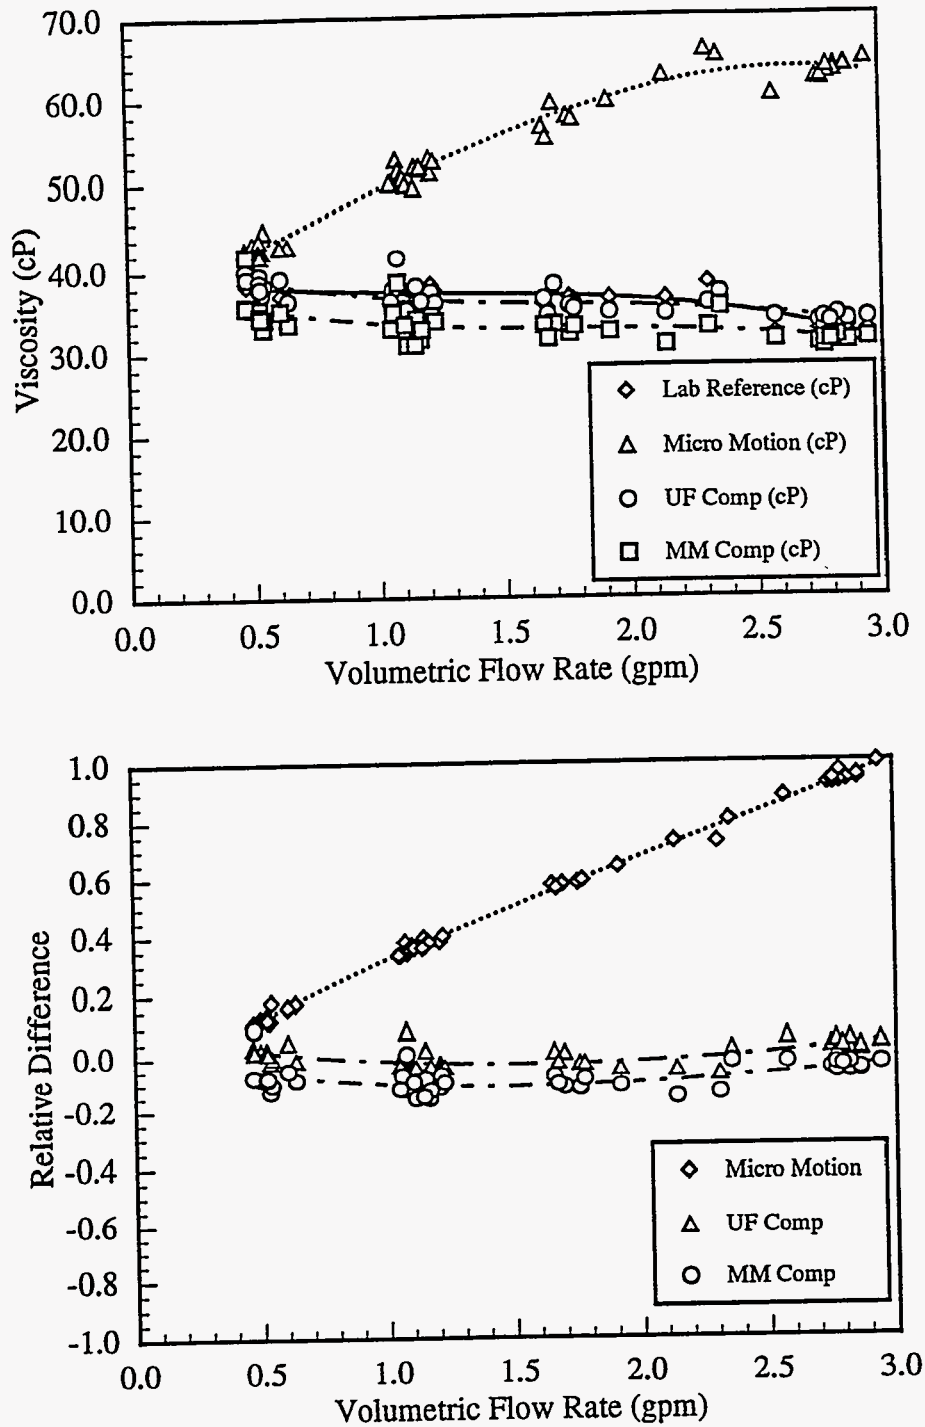 70.0
60.0
50.0
40.0
30.0
20.0
10.0
0.0
Viscosity (cP)
Lab Reference (cP)
Micro Motion (cP)
UF Comp (cP)
MM Comp (cP)
0.0 0.5 1.0 1.5 2.0 2.5 3.0
Volumetric Flow Rate (gpm)
1.0
0.8
0.6
0.4
0.2
0.0
-0.2
-0.4
-0.6
-0.8
-1.0
Relative Difference
Micro Motion
UF Comp
MM Comp
0.0 0.5 1.0 1.5 2.0 2.5 3.0
Volumetric Flow Rate (gpm)